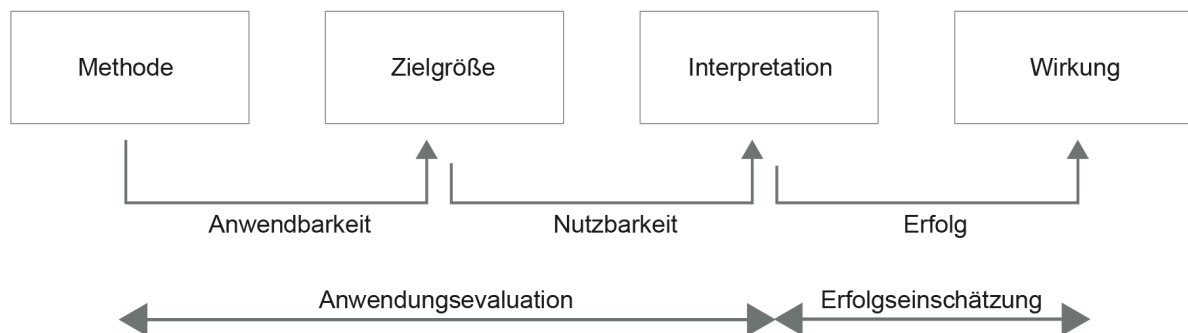 Methode
Zielgröße
Interpretation
Wirkung
Anwendbarkeit
Nutzbarkeit
Erfolg
Anwendungsevaluation
Erfolgseinschätzung